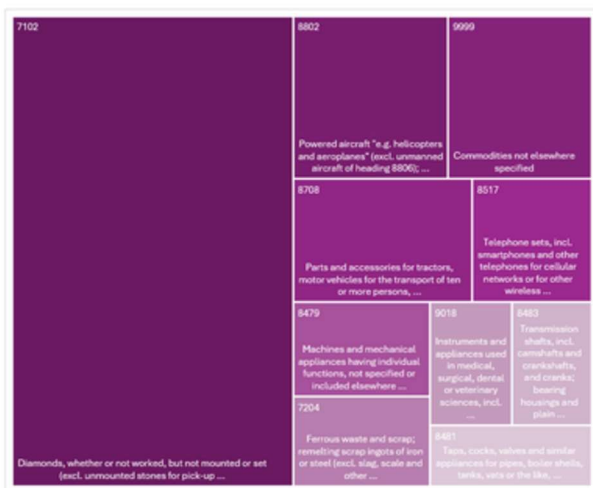 7102
Diamonds, whether or not worked, but not mounted or set
(excl. unmounted stones for pick-up ...
8802
Powered aircraft "e.g. helicopters
and aeroplanes" (excl. unmanned
aircraft of heading 8806); ...
9999
Commodities not elsewhere
specified
8708
Parts and accessories for tractors,
motor vehicles for the transport of ten
or more persons, ...
8517
Telephone sets, incl.
smartphones and other
telephones for cellular
networks or for other
wireless ...
8479
Machines and mechanical
appliances having individual
functions, not specified or
included elsewhere ...
9018
Instruments and
appliances used
in medical,
surgical, dental
or veterinary
sciences, incl.
...
8483
Transmission
shafts, incl.
camshafts and
crankshafts,
and cranks;
bearing
housings and
plain ...
7204
Ferrous waste and scrap;
remelting scrap ingots of iron
or steel (excl. slag, scale and
other ...
8481
Taps, cocks, valves and similar
appliances for pipes, boiler shells,
tanks, vats or the like, ...